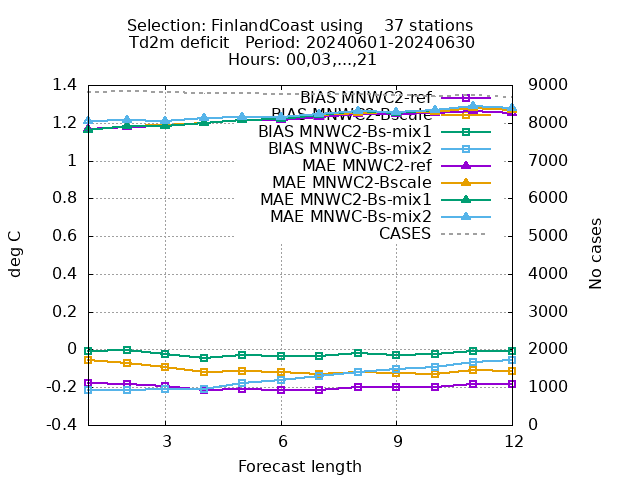 Selection: FinlandCoast using    37 stations
Td2m deficit   Period: 20240601-20240630
Hours: 00,03,...,21
1.4
1.2
1
0.8
0.6
0.4
0.2
0
-0.2
-0.4
deg C
BIAS MNWC2-ref
BIAS MNWC2-Bscale
BIAS MNWC2-Bs-mix1
BIAS MNWC-Bs-mix2
MAE MNWC2-ref
MAE MNWC2-Bscale
MAE MNWC2-Bs-mix1
MAE MNWC-Bs-mix2
CASES
9000
8000
7000
6000
5000
4000
3000
2000
1000
0
No cases
3 6 9 12
Forecast length